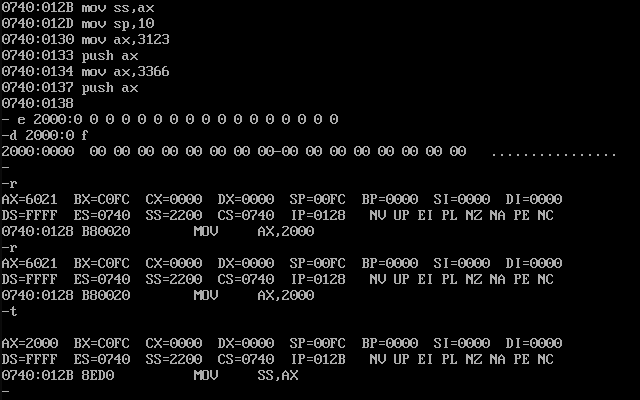 0740:012B mov ss,ax
0740:012D mov sp,10
0740:0130 mov ax,3123
0740:0133 push ax
0740:0134 mov ax,3366
0740:0137 push ax
0740:0138
- e 2000:0 0 0 0 0 0 0 0 0 0 0 0 0 0 0 0 0
-d 2000:0 f
2000:0000  00 00 00 00 00 00 00 00-00 00 00 00 00 00 00 00   ................
-
-r
AX=6021  BX=C0FC  CX=0000  DX=0000  SP=00FC  BP=0000  SI=0000  DI=0000
DS=FFFF  ES=0740  SS=2200  CS=0740  IP=0128   NV UP EI PL NZ NA PE NC
0740:0128 B80020        MOV     AX,2000
-r
AX=6021  BX=C0FC  CX=0000  DX=0000  SP=00FC  BP=0000  SI=0000  DI=0000
DS=FFFF  ES=0740  SS=2200  CS=0740  IP=0128   NV UP EI PL NZ NA PE NC
0740:0128 B80020        MOV     AX,2000
-t
AX=2000  BX=C0FC  CX=0000  DX=0000  SP=00FC  BP=0000  SI=0000  DI=0000
DS=FFFF  ES=0740  SS=2200  CS=0740  IP=012B   NV UP EI PL NZ NA PE NC
0740:012B 8ED0          MOV     SS,AX
-